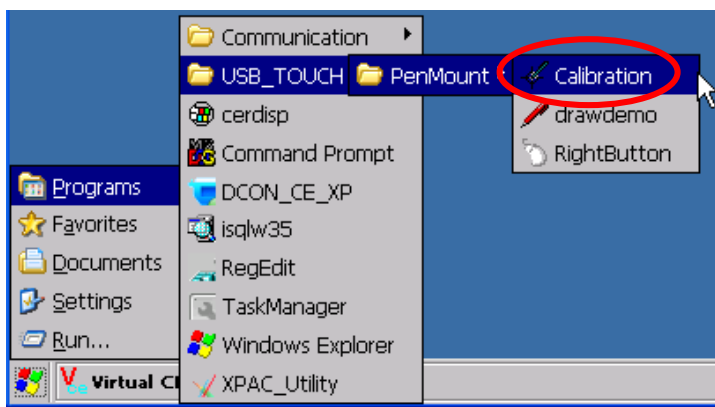 Communication
USB_TOUCH
PenMount
Calibration
cerdisp
drawdemo
Command Prompt
RightButton
Programs
DCON_CE_XP
Favorites
isqlw35
Documents
RegEdit
Settings
TaskManager
Run...
Windows Explorer
Virtual C
XPAC_Utility